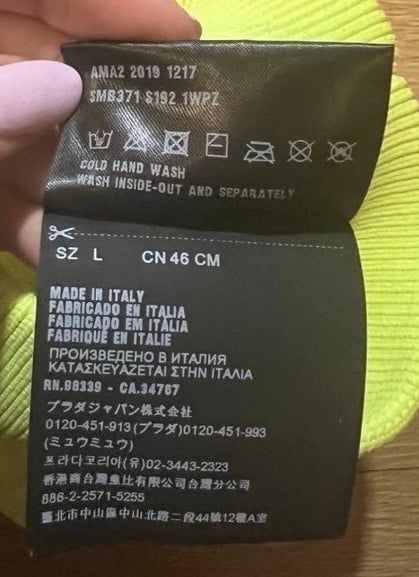 AMA2 2019 1217
SMB371 S192 1WPZ
COLD HAND WASH
WASH INSIDE-OUT AND SEPARATELY
SZ L CN 46 CM
MADE IN ITALY
FABRICADO EN ITALIA
FABRICADO EM ITÁLIA
FABRIQUÉ EN ITALIE
ПРОИЗВЕДЕНО В ИТАЛИЯ
ΚΑΤΑΣΚΕΥΑΖΕΤΑΙ ΣΤΗΝ ΙΤΑΛΙΑ
RN.98339 - CA.34767
プラダジャパン株式会社
0120-451-913 (プラダ)0120-451-993
(ミュウミュウ)
프라다코리아(유)02-3443-2323
香港商台灣普比有限公司台灣分公司
886-2-2571-5255
臺北市中山區中山北路二段44號12樓A室